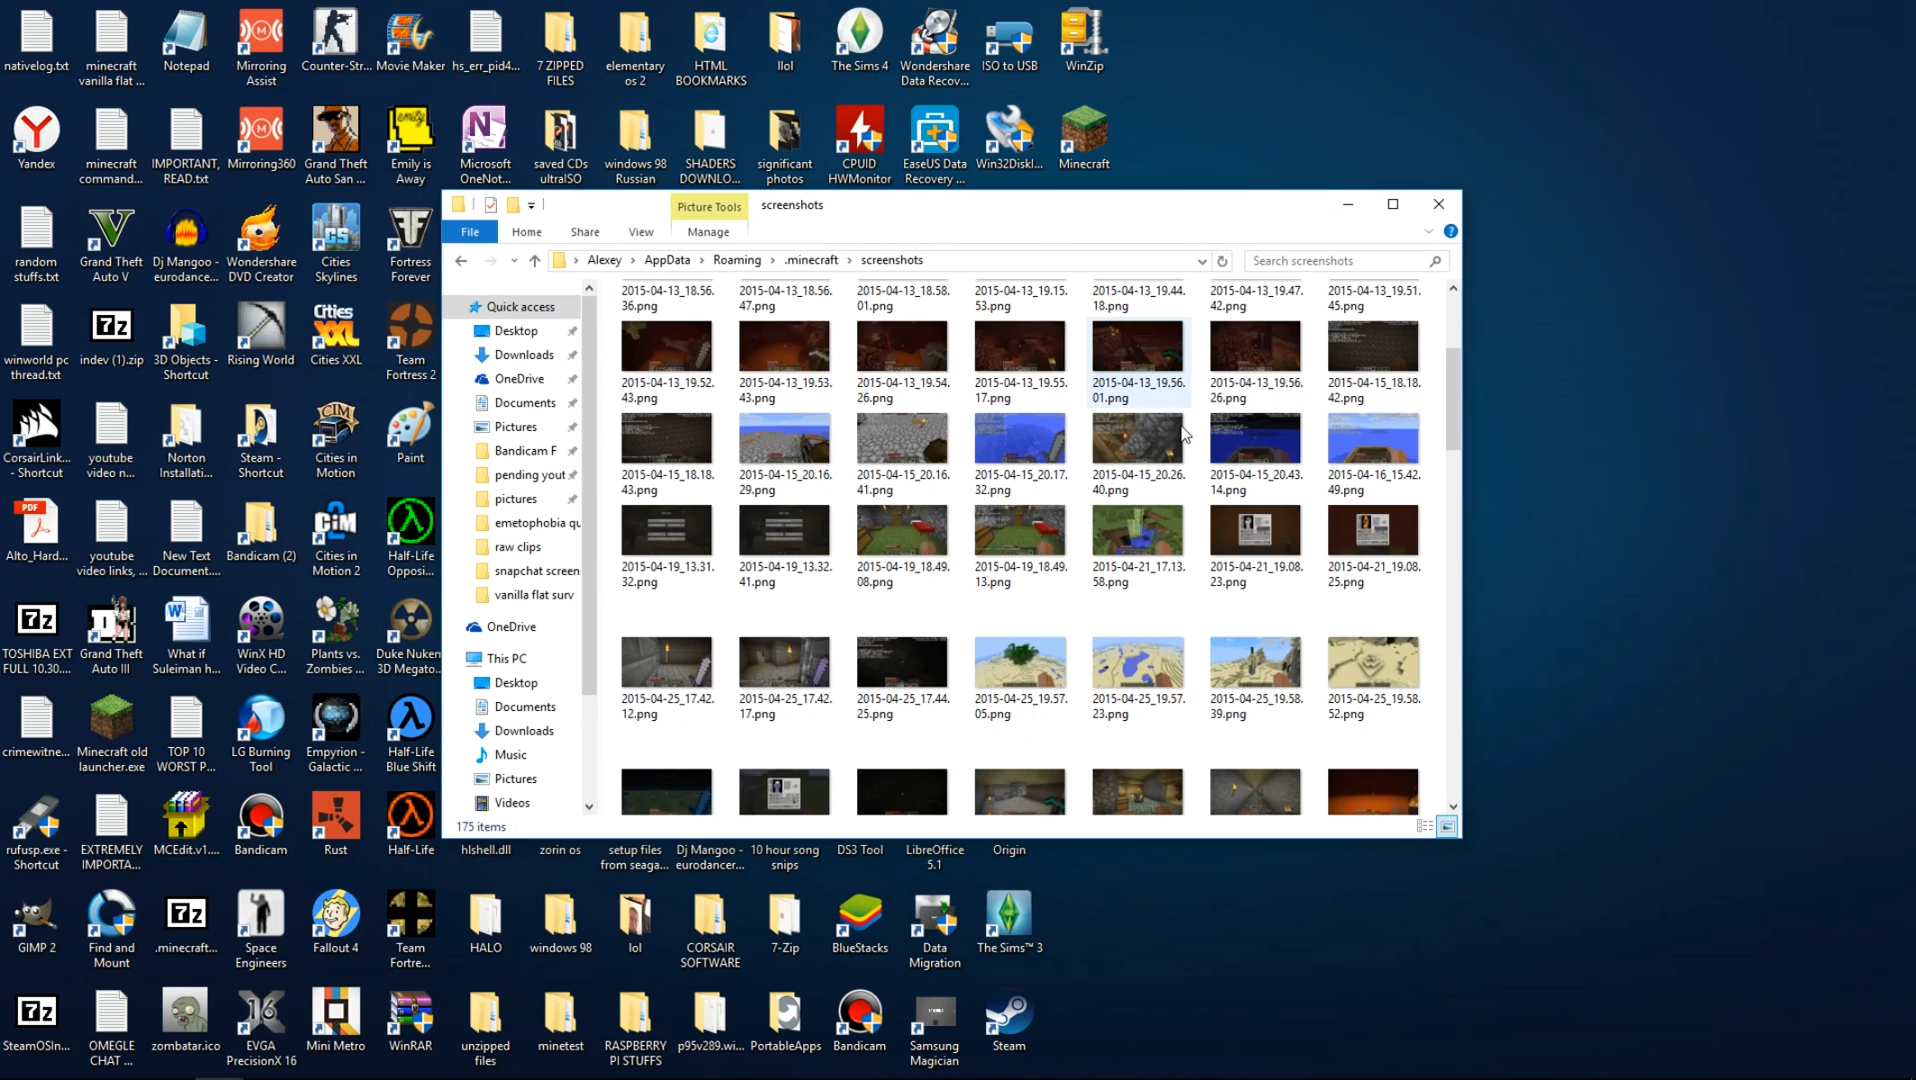 nativelog.txt
minecraft
vanilla flat ...
Notepad
Mirroring
Assist
Counter-Str...
Movie Maker
hs_err_pid4...
7 ZIPPED
FILES
elementary
os 2
HTML
BOOKMARKS
llol
The Sims 4
Wondershare
Data Recov...
ISO to USB
WinZip
Yandex
minecraft
command...
IMPORTANT,
READ.txt
Mirroring360
Grand Theft
Auto San ...
Emily is
Away
Microsoft
OneNot...
saved CDs
ultraISO
windows 98
Russian
SHADERS
DOWNLO...
significant
photos
CPUID
HWMonitor
EaseUS Data
Recovery ...
Win32DiskI...
Minecraft
random
stuffs.txt
Grand Theft
Auto V
Dj Mangoo -
eurodance...
Wondershare
DVD Creator
Cities
Skylines
Fortress
Forever
winworld pc
thread.txt
indev (1).zip
3D Objects -
Shortcut
Rising World
Cities XXL
Team
Fortress 2
CorsairLink...
- Shortcut
youtube
video n...
Norton
Installati...
Steam -
Shortcut
Cities in
Motion
Paint
Alto_Hard...
youtube
video links, ...
New Text
Document....
Bandicam (2)
Cities in
Motion 2
Half-Life
Opposi...
TOSHIBA EXT
FULL 10.30....
Grand Theft
Auto III
What if
Suleiman h...
WinX HD
Video C...
Plants vs.
Zombies ...
Duke Nukem
3D Megato...
crimewitne...
Minecraft old
launcher.exe
TOP 10
WORST P...
LG Burning
Tool
Empyrion -
Galactic ...
Half-Life
Blue Shift
rufusp.exe -
Shortcut
EXTREMELY
IMPORTA...
MCEdit.v1....
Bandicam
Rust
Half-Life
hlshell.dll
zorin os
setup files
from seaga...
Dj Mangoo -
eurodancer...
10 hour song
snips
DS3 Tool
LibreOffice
5.1
Origin
GIMP 2
Find and
Mount
.minecraft...
Space
Engineers
Fallout 4
Team
Fortre...
HALO
windows 98
lol
CORSAIR
SOFTWARE
7-Zip
BlueStacks
Data
Migration
The Sims™ 3
SteamOSIn...
OMEGLE
CHAT ...
zombatar.ico
EVGA
PrecisionX 16
Mini Metro
WinRAR
unzipped
files
minetest
RASPBERRY
PI STUFFS
p95v289.wi...
PortableApps
Bandicam
Samsung
Magician
Steam
Picture Tools
screenshots
File
Home
Share
View
Manage
Alexey
AppData
Roaming
.minecraft
screenshots
Search screenshots
Quick access
Desktop
Downloads
OneDrive
Documents
Pictures
Bandicam F
pending yout
pictures
emetophobia qu
raw clips
snapchat screen
vanilla flat surv
OneDrive
This PC
Desktop
Documents
Downloads
Music
Pictures
Videos
2015-04-13_18.56.
36.png
2015-04-13_18.56.
47.png
2015-04-13_18.58.
01.png
2015-04-13_19.15.
53.png
2015-04-13_19.44.
18.png
2015-04-13_19.47.
42.png
2015-04-13_19.51.
45.png
2015-04-13_19.52.
43.png
2015-04-13_19.53.
43.png
2015-04-13_19.54.
26.png
2015-04-13_19.55.
17.png
2015-04-13_19.56.
01.png
2015-04-13_19.56.
26.png
2015-04-15_18.18.
42.png
2015-04-15_18.18.
43.png
2015-04-15_20.16.
29.png
2015-04-15_20.16.
41.png
2015-04-15_20.17.
32.png
2015-04-15_20.26.
40.png
2015-04-15_20.43.
14.png
2015-04-16_15.42.
49.png
2015-04-19_13.31.
32.png
2015-04-19_13.32.
41.png
2015-04-19_18.49.
08.png
2015-04-19_18.49.
13.png
2015-04-21_17.13.
58.png
2015-04-21_19.08.
23.png
2015-04-21_19.08.
25.png
2015-04-25_17.42.
12.png
2015-04-25_17.42.
17.png
2015-04-25_17.44.
25.png
2015-04-25_19.57.
05.png
2015-04-25_19.57.
23.png
2015-04-25_19.58.
39.png
2015-04-25_19.58.
52.png
175 items